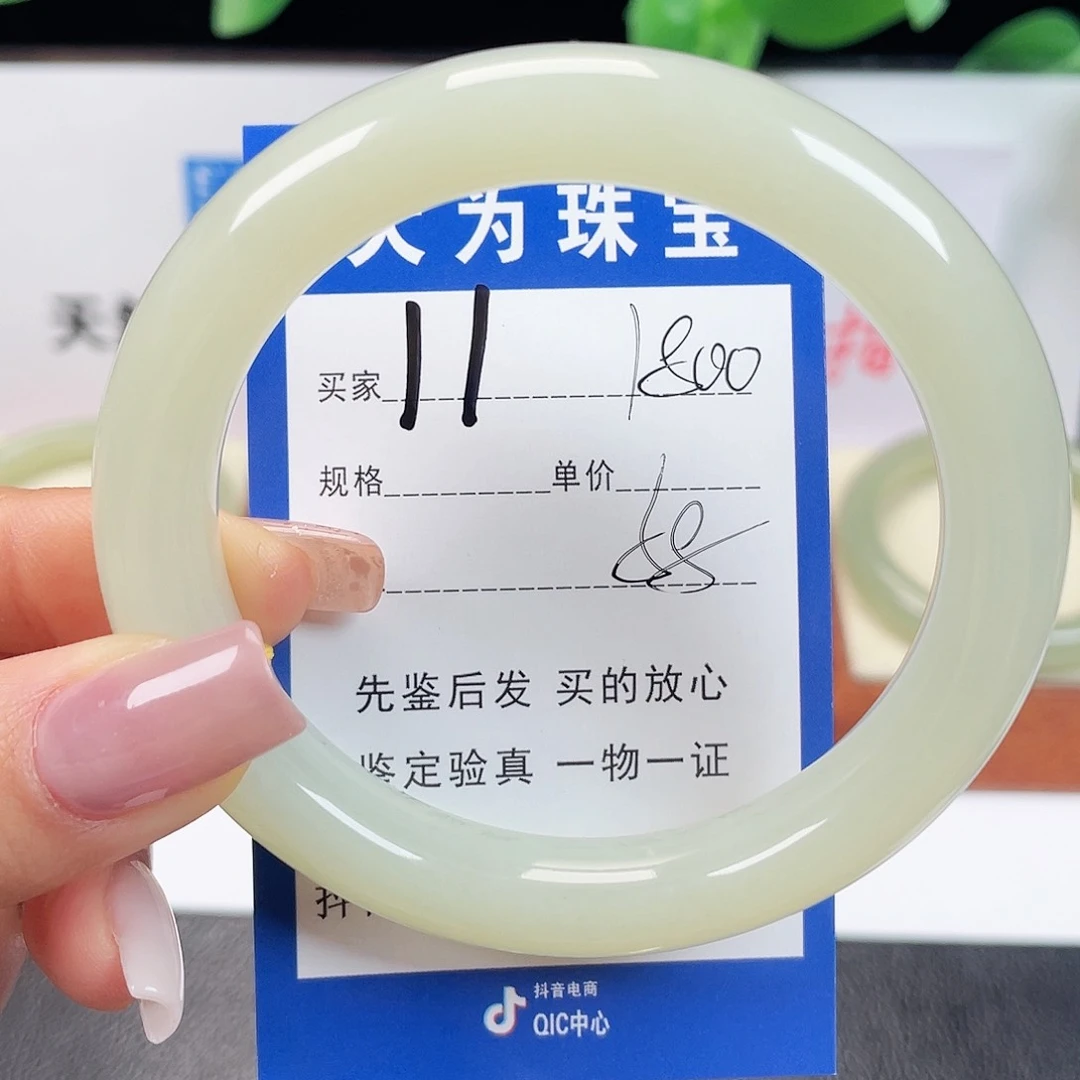 为珠宝
买家 11 1800
规格 单价
68
先鉴后发 买的放心
鉴定验真 一物一证
抖音电商
QIC中心